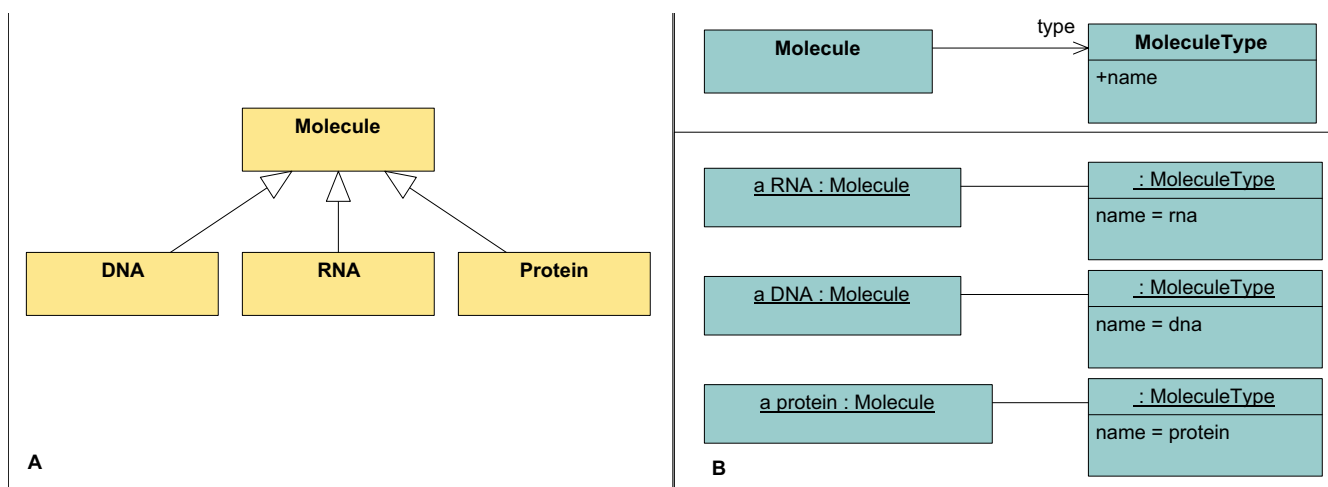 Molecule
DNA
RNA
Protein
A
type
Molecule
MoleculeType
+name
a RNA : Molecule
: MoleculeType
name = rna
a DNA : Molecule
: MoleculeType
name = dna
a protein : Molecule
: MoleculeType
name = protein
B